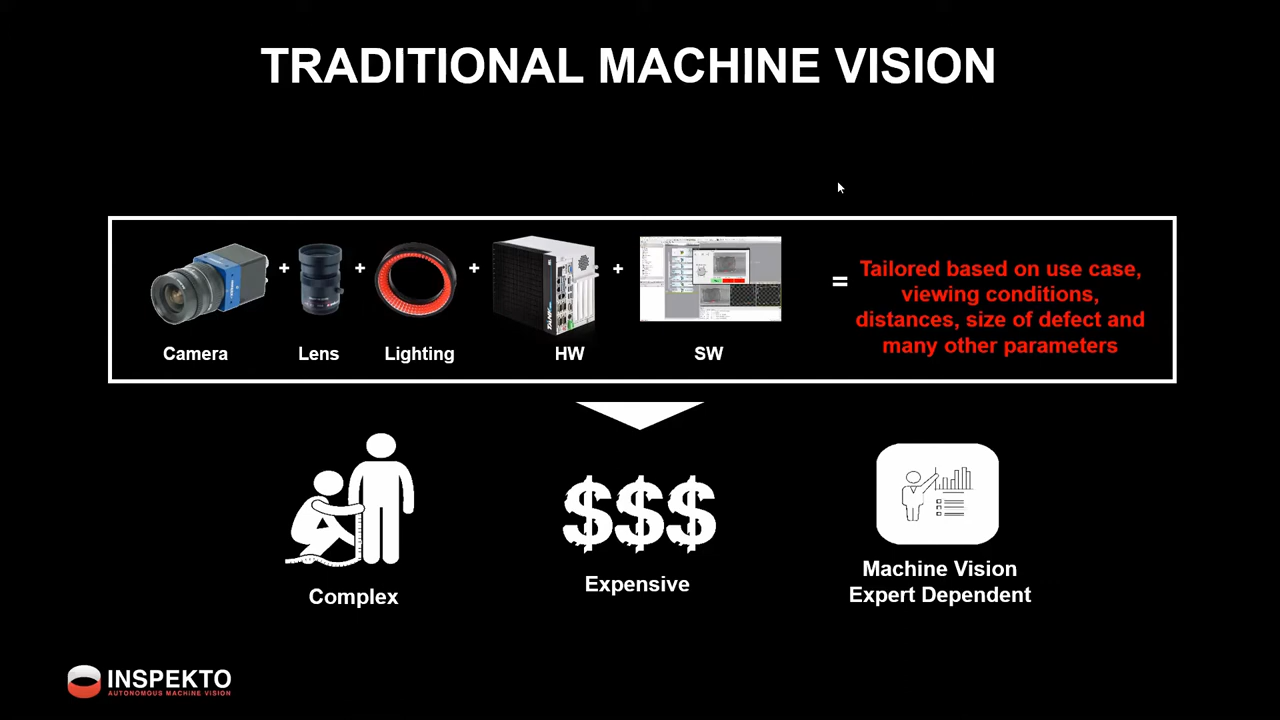 TRADITIONAL MACHINE VISION
+ + + + =
Camera
Lens
Lighting
HW
SW
Tailored based on use case,
viewing conditions,
distances, size of defect and
many other parameters
Complex
$$$
Expensive
Machine Vision
Expert Dependent
INSPEKTO
AUTONOMOUS MACHINE VISION